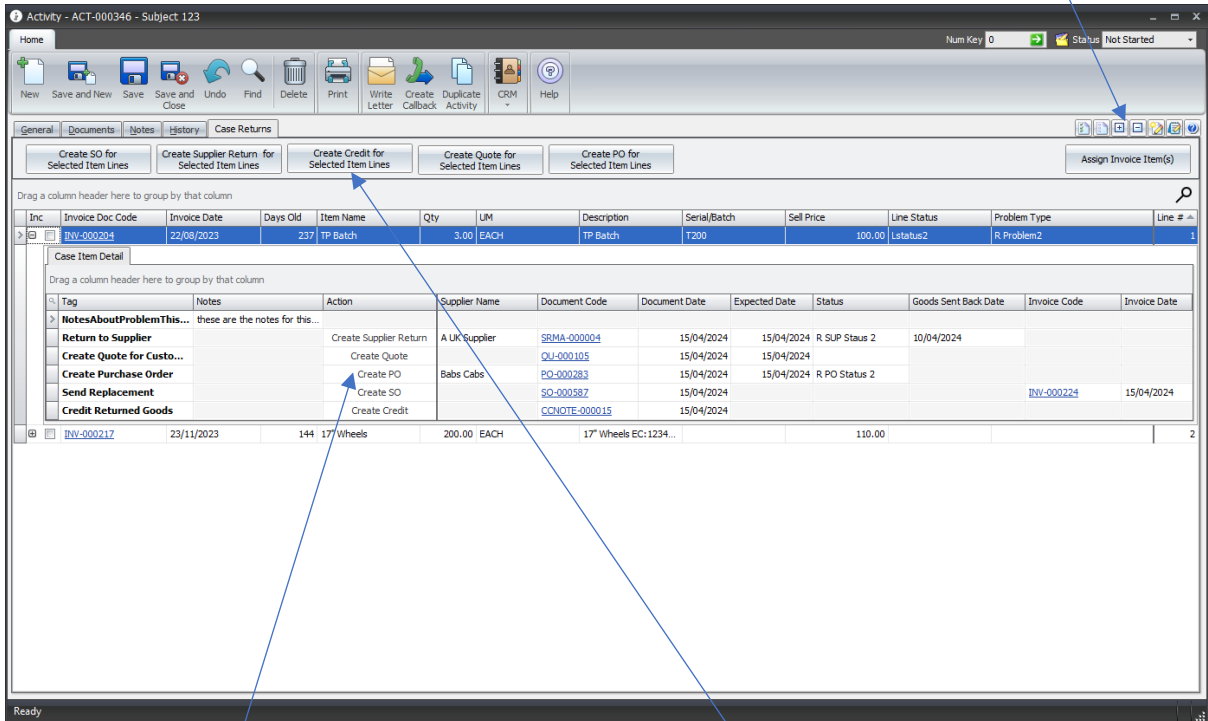 Activity - ACT-000346 - Subject 123
Home
Num Key 0 Status Not Started
New Save and New Save Save and Close Undo Find Delete Print Write Letter Create Callback Duplicate Activity CRM Help
General Documents Notes History Case Returns
Create SO for Selected Item Lines
Create Supplier Return for Selected Item Lines
Create Credit for Selected Item Lines
Create Quote for Selected Item Lines
Create PO for Selected Item Lines
Assign Invoice Item(s)
Drag a column header here to group by that column
Inc Invoice Doc Code Invoice Date Days Old Item Name Qty UM Description Serial/Batch Sell Price Line Status Problem Type Line #
INV-000204 22/08/2023 237 TP Batch 3.00 EACH TP Batch T200 100.00 Lstatus2 R Problem2 1
Case Item Detail
Drag a column header here to group by that column
Tag Notes Action Supplier Name Document Code Document Date Expected Date Status Goods Sent Back Date Invoice Code Invoice Date
NotesAboutProblemThis... these are the notes for this...
Return to Supplier Create Supplier Return A UK Supplier SRMA-000004 15/04/2024 15/04/2024 R SUP Staus 2 10/04/2024
Create Quote for Custo... Create Quote QU-000105 15/04/2024 15/04/2024
Create Purchase Order Create PO Babs Cabs PO-000283 15/04/2024 15/04/2024 R PO Status 2
Send Replacement Create SO SO-000587 15/04/2024 INV-000224 15/04/2024
Credit Returned Goods Create Credit CCNOTE-000015 15/04/2024
INV-000217 23/11/2023 144 17" Wheels 200.00 EACH 17" Wheels EC:1234... 110.00 2
Ready